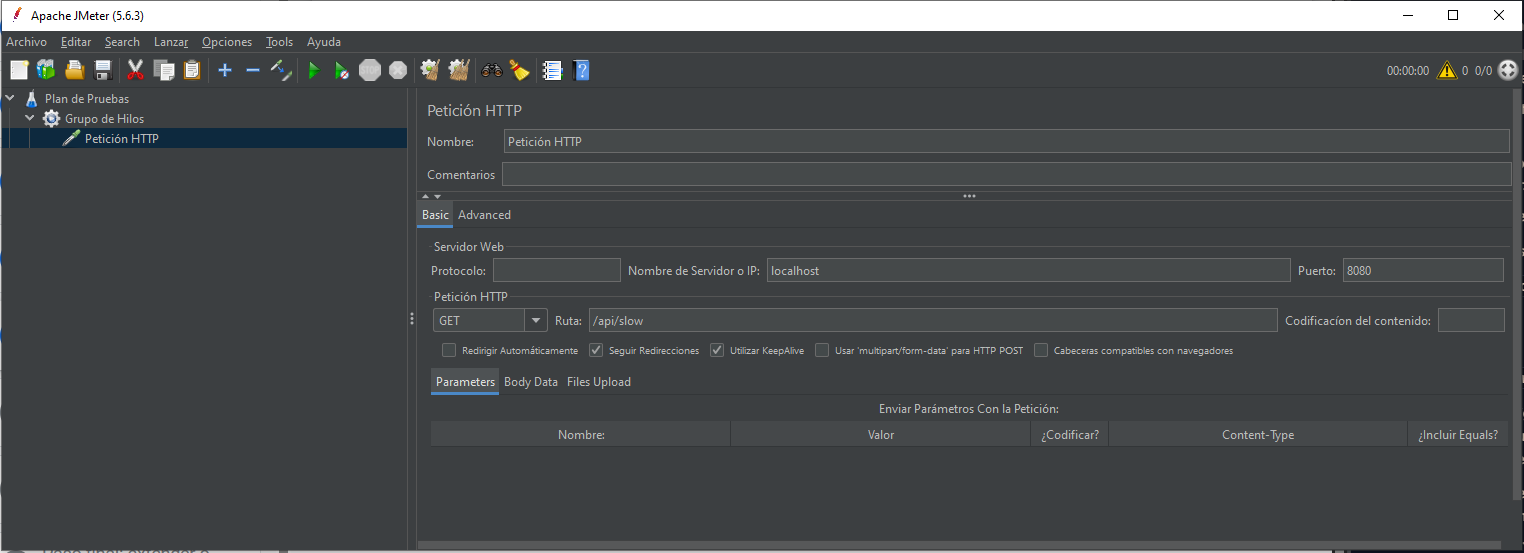 Apache JMeter (5.6.3)
Archivo Editar Search Lanzar Opciones Tools Ayuda
STOP 00:00:00 0 0/0
Plan de Pruebas
Grupo de Hilos
Petición HTTP
Petición HTTP
Nombre: Petición HTTP
Comentarios
Basic Advanced
Servidor Web
Protocolo: Nombre de Servidor o IP: localhost Puerto: 8080
Petición HTTP
GET Ruta: /api/slow Codificacíon del contenido:
Redirigir Automáticamente Seguir Redirecciones Utilizar KeepAlive Usar 'multipart/form-data' para HTTP POST Cabeceras compatibles con navegadores
Parameters Body Data Files Upload
Enviar Parámetros Con la Petición:
Nombre: Valor ¿Codificar? Content-Type ¿Incluir Equals?